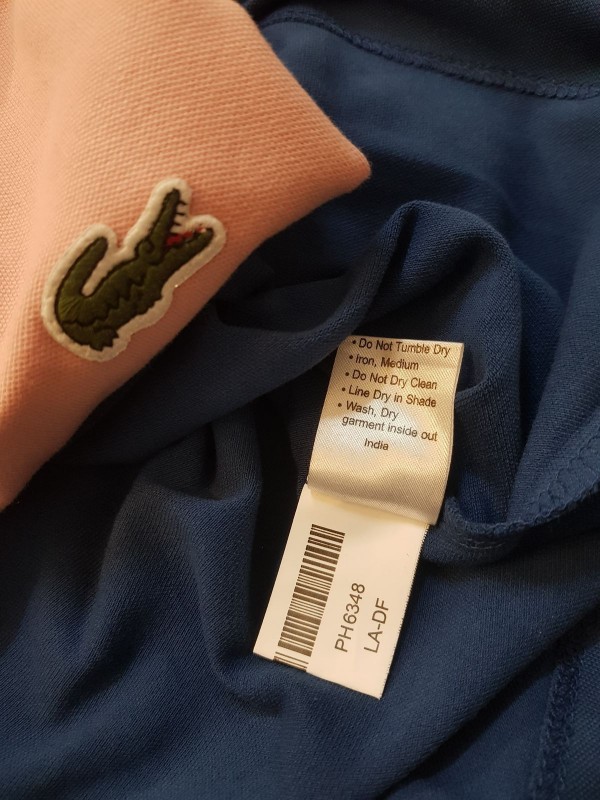 • Do Not Tumble Dry
• Iron, Medium
• Do Not Dry Clean
• Line Dry in Shade
• Wash, Dry
garment inside out
India
PH6348
LA-DF